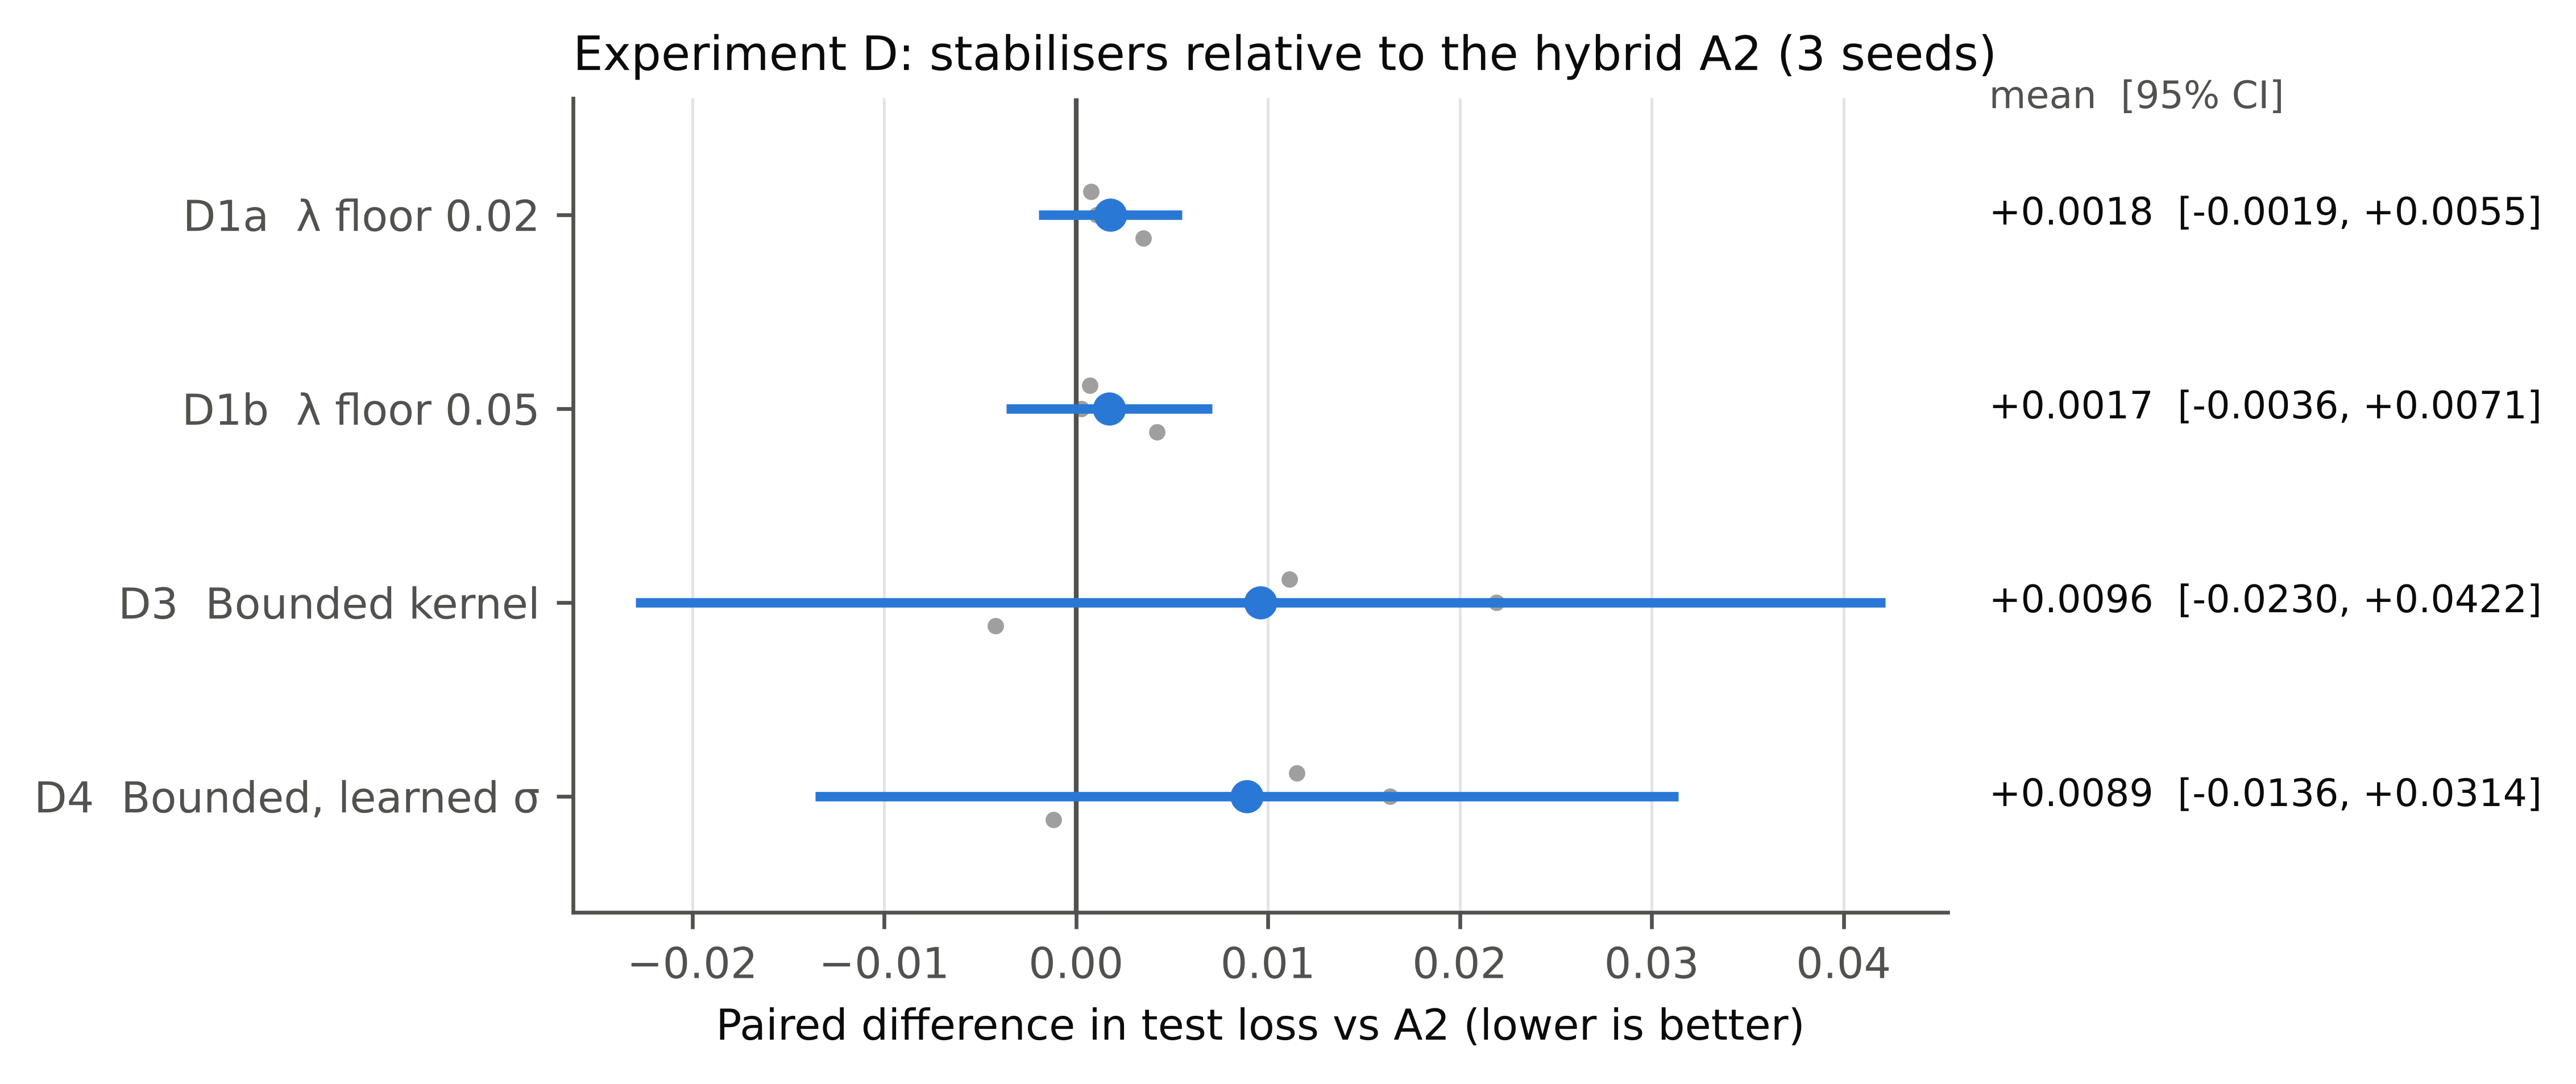 Experiment D: stabilisers relative to the hybrid A2 (3 seeds)
mean  [95% CI]
D1a  λ floor 0.02
+0.0018  [-0.0019, +0.0055]
D1b  λ floor 0.05
+0.0017  [-0.0036, +0.0071]
D3  Bounded kernel
+0.0096  [-0.0230, +0.0422]
D4  Bounded, learned σ
+0.0089  [-0.0136, +0.0314]
−0.02 −0.01 0.00 0.01 0.02 0.03 0.04
Paired difference in test loss vs A2 (lower is better)